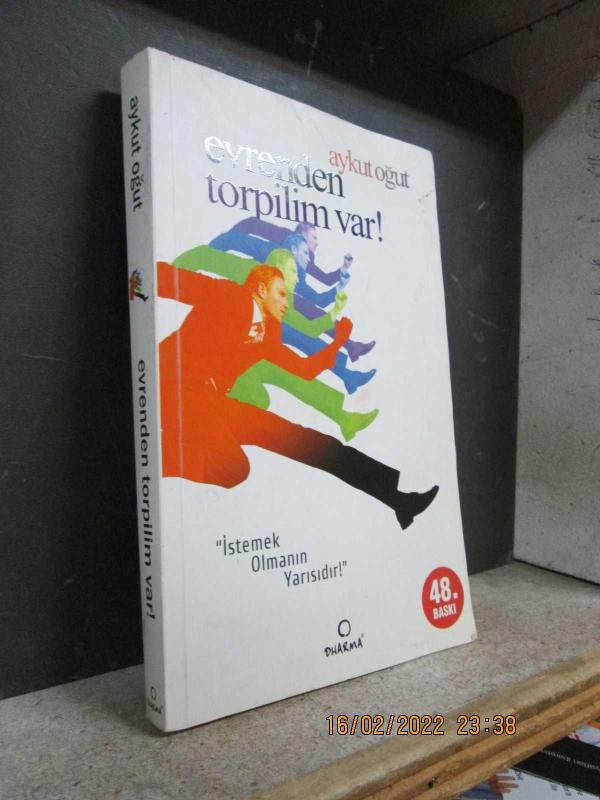 aykut oğut
evrenden
torpilim var!
"İstemek
Olmanın
Yarısıdır!"
48.
BASKI
DHARMA
aykut oğut
evrenden torpilim var!
DHARMA
16/02/2022 23:38